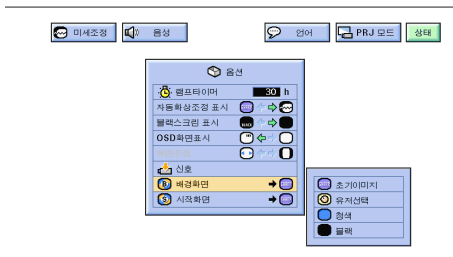 미세조정 음성 언어 PRJ 모드 상태
옵션
램프타이머 30 h
자동화상조정 표시
블랙스크린 표시
OSD화면표시
신호
배경화면
시작화면
초기이미지
유저선택
청색
블랙